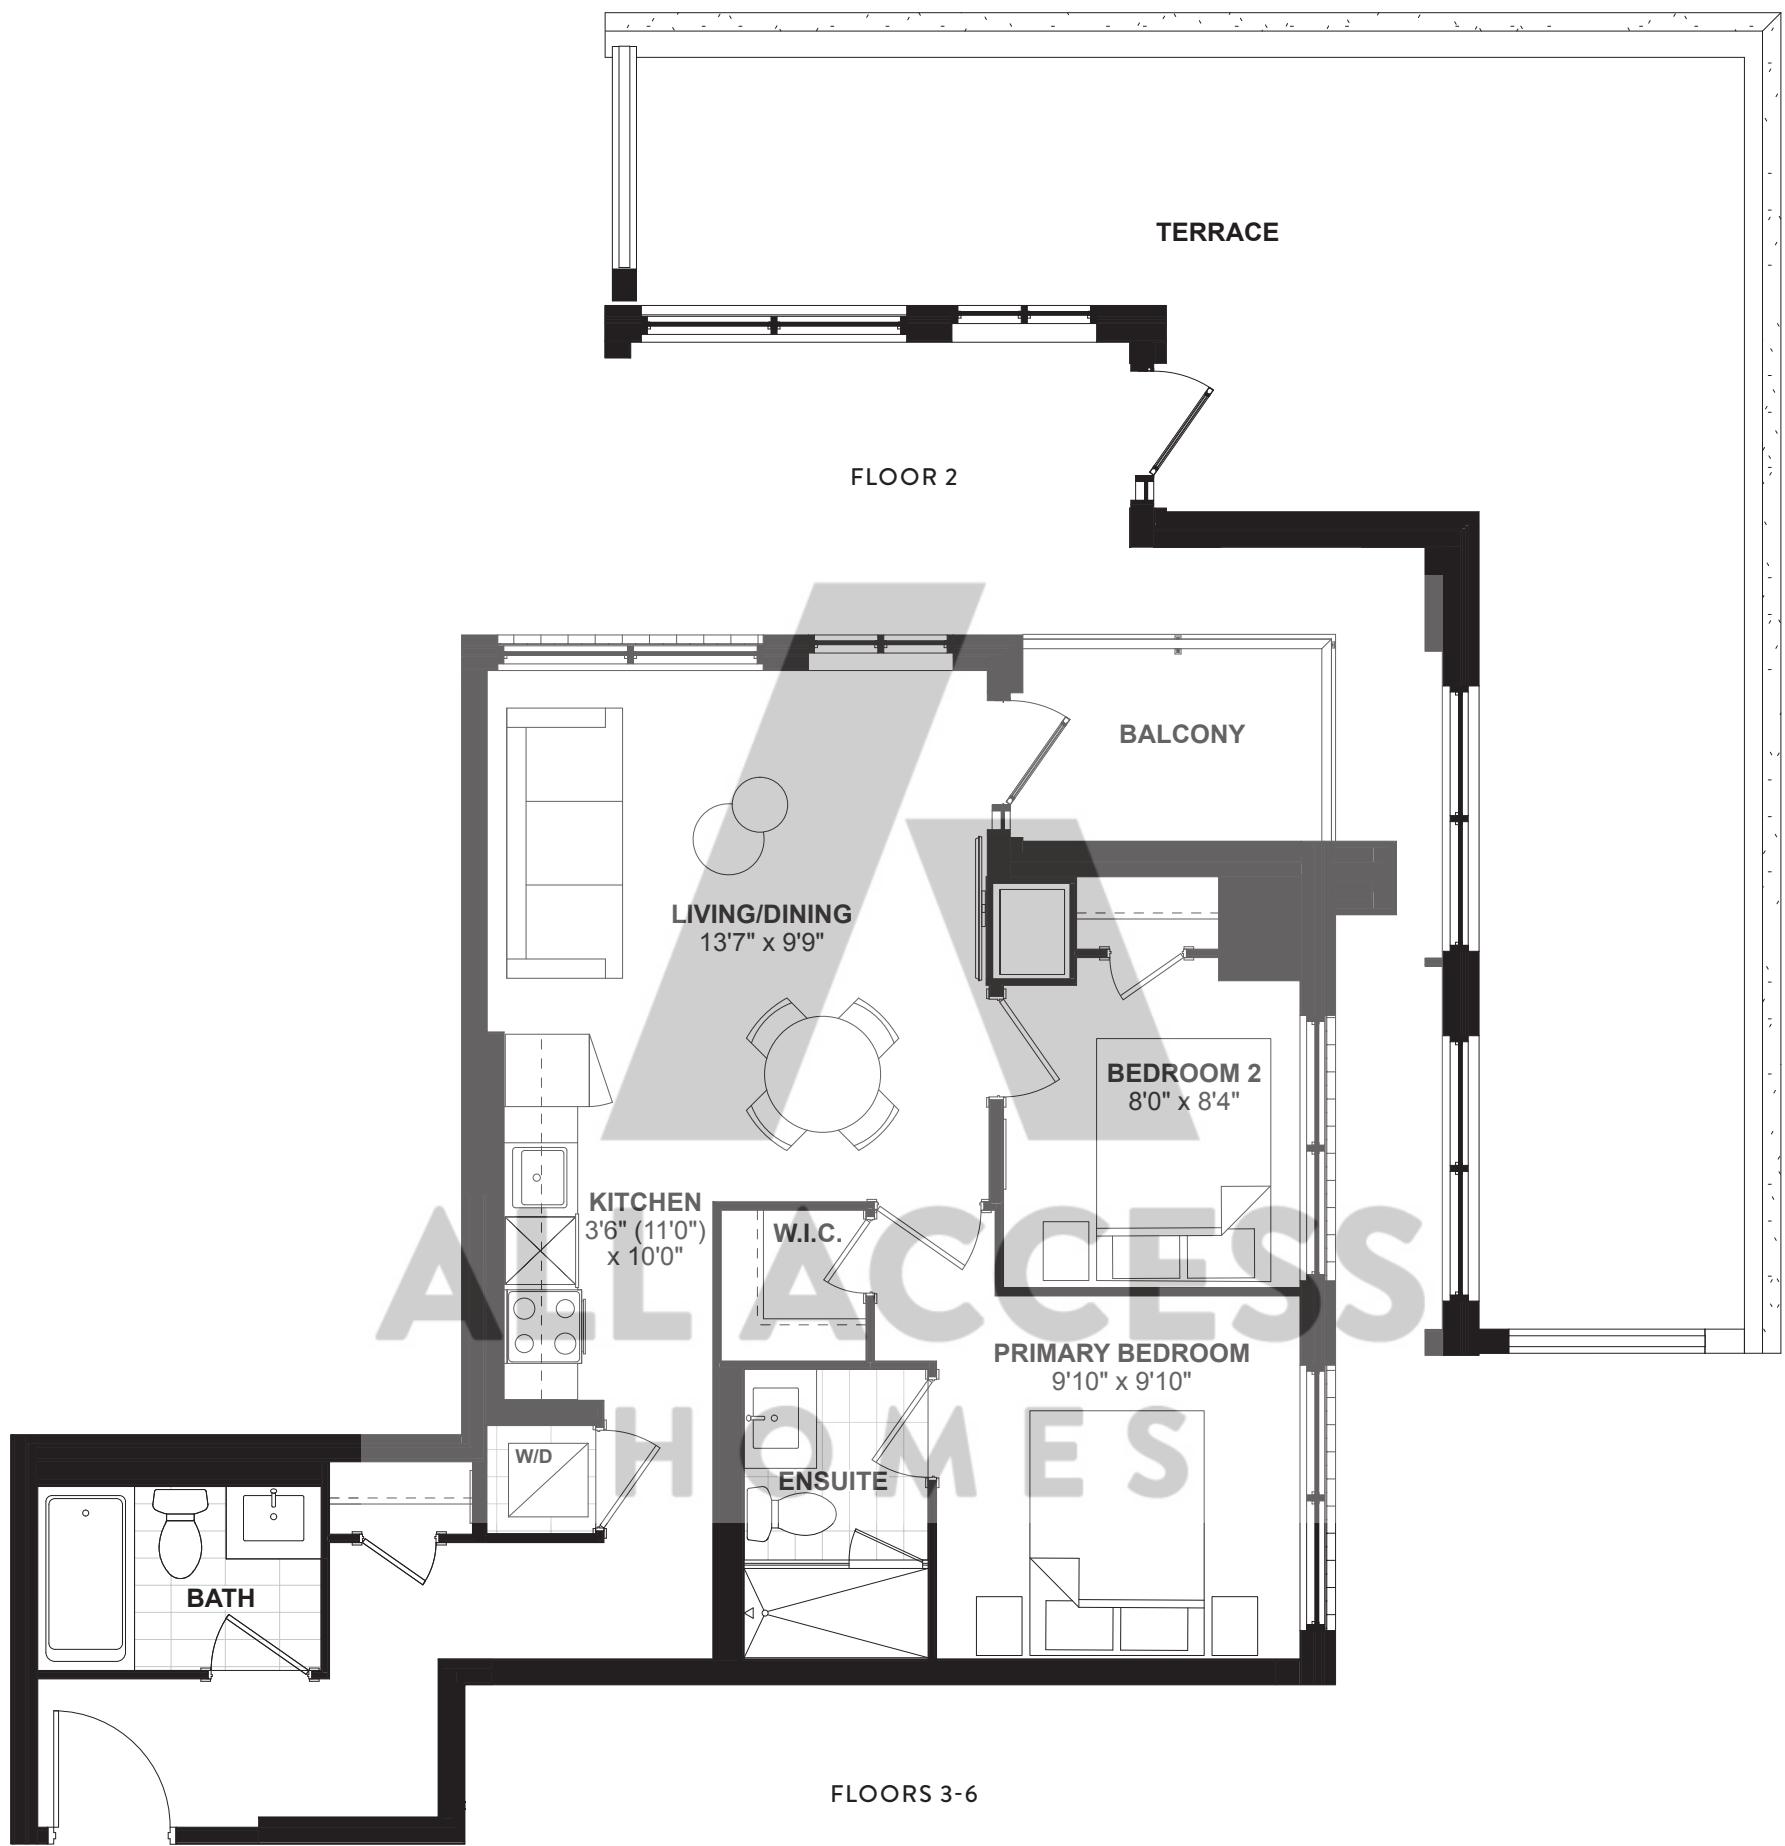 TERRACE
FLOOR 2
BALCONY
LIVING/DINING
13'7" x 9'9"
BEDROOM 2
8'0" x 8'4"
KITCHEN
3'6" (11'0")
x 10'0"
W.I.C.
ALL ACCESS
PRIMARY BEDROOM
9'10" x 9'10"
HOMES
W/D
ENSUITE
BATH
FLOORS 3-6